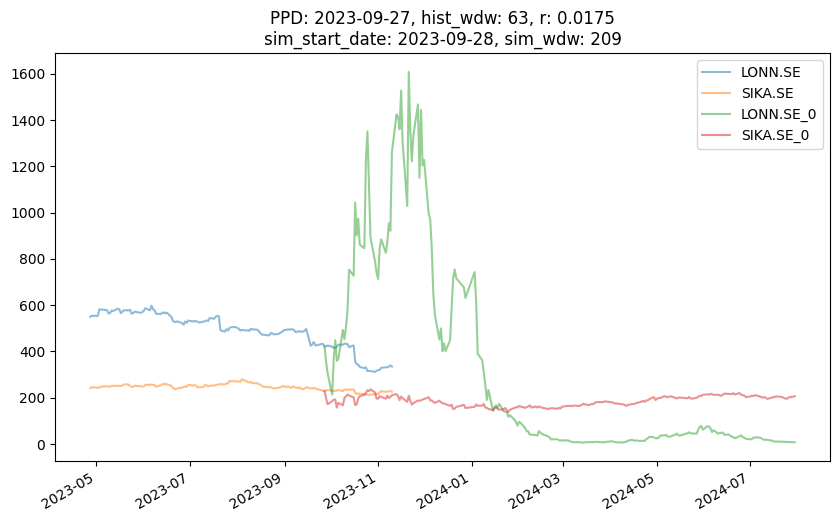 PPD: 2023-09-27, hist_wdw: 63, r: 0.0175
sim_start_date: 2023-09-28, sim_wdw: 209
LONN.SE
SIKA.SE
LONN.SE_0
SIKA.SE_0
1600
1400
1200
1000
800
600
400
200
0
2023-05
2023-07
2023-09
2023-11
2024-01
2024-03
2024-05
2024-07